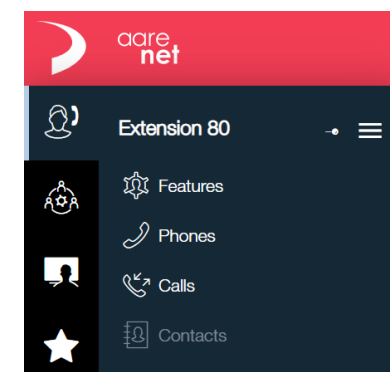 aare
net
Extension 80
Features
Phones
Calls
Contacts